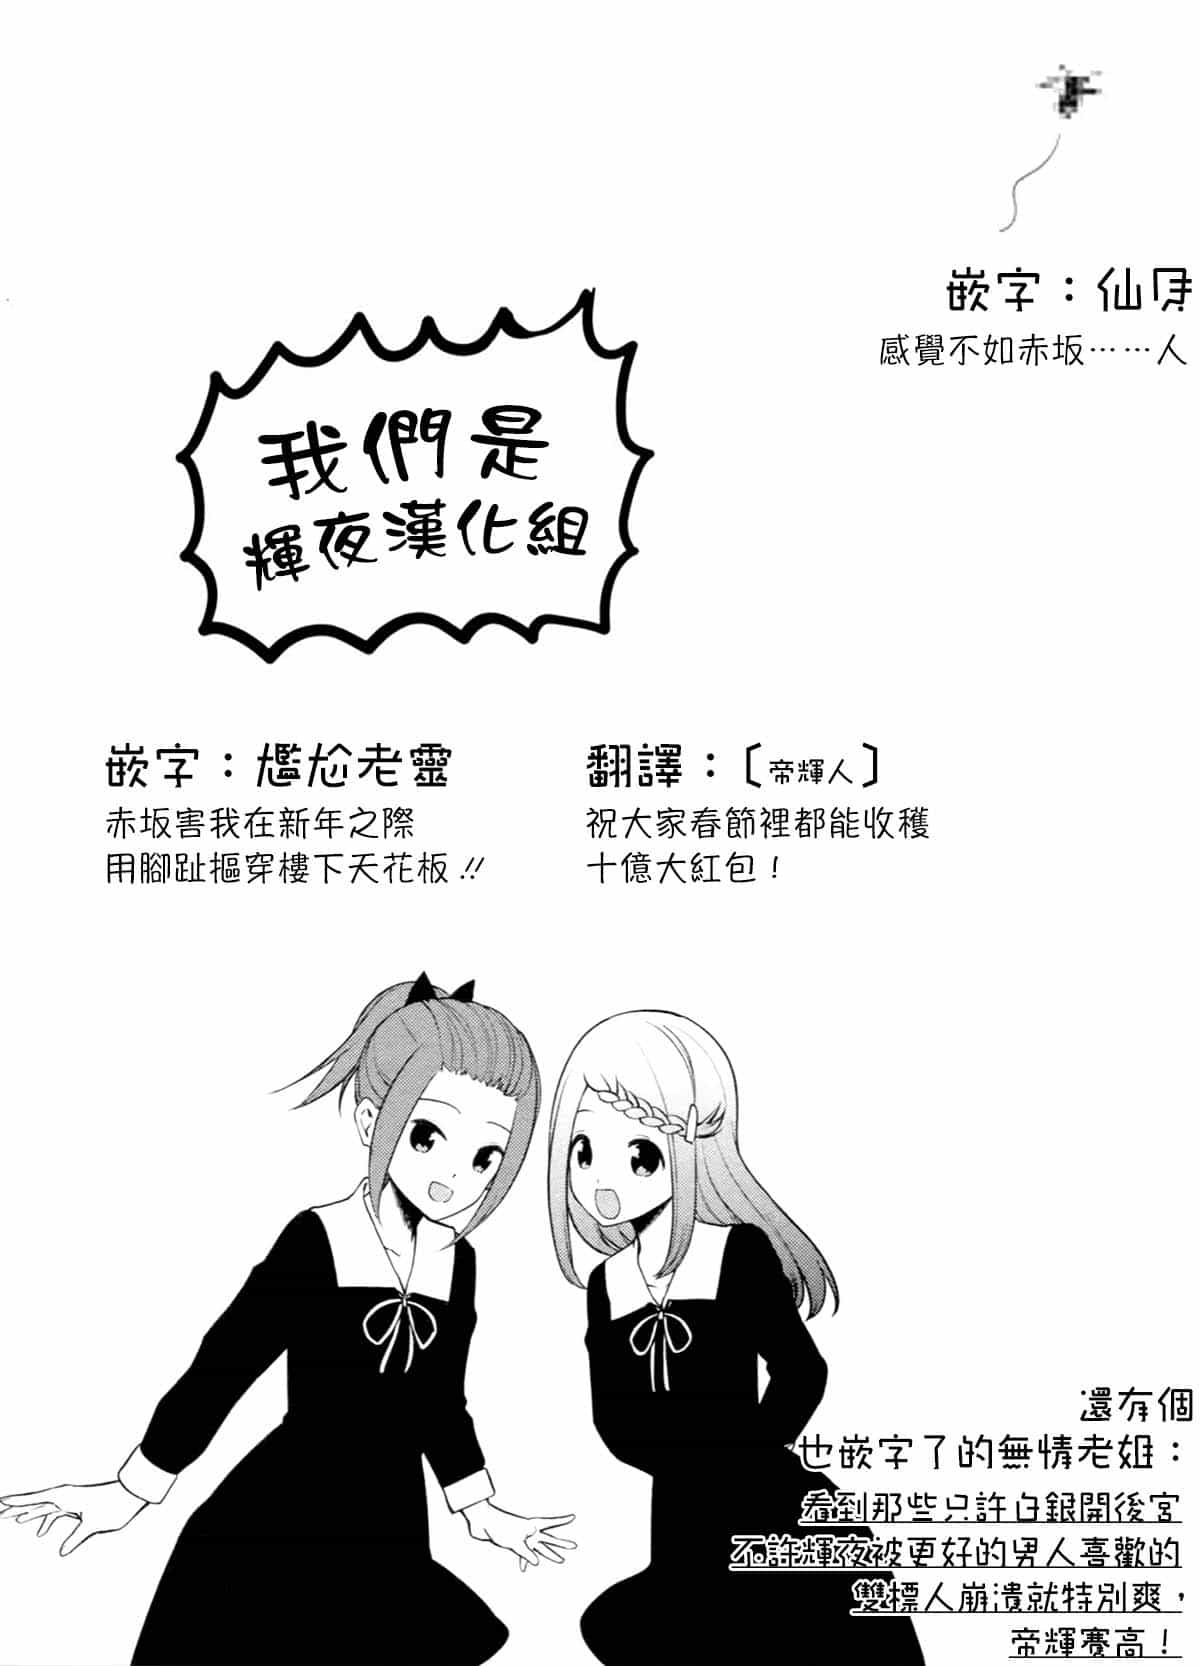 嵌字：仙貝
感覺不如赤坂……人
我們是
輝夜漢化組
嵌字：尷尬老靈
赤坂害我在新年之際
用腳趾摳穿樓下天花板!!
翻譯：〔帝輝人〕
祝大家春節裡都能收穫
十億大紅包！
還有個
也嵌字了的無情老姐：
看到那些只許白銀開後宮
不許輝夜被更好的男人喜歡的
雙標人崩潰就特別爽，
帝輝賽高！